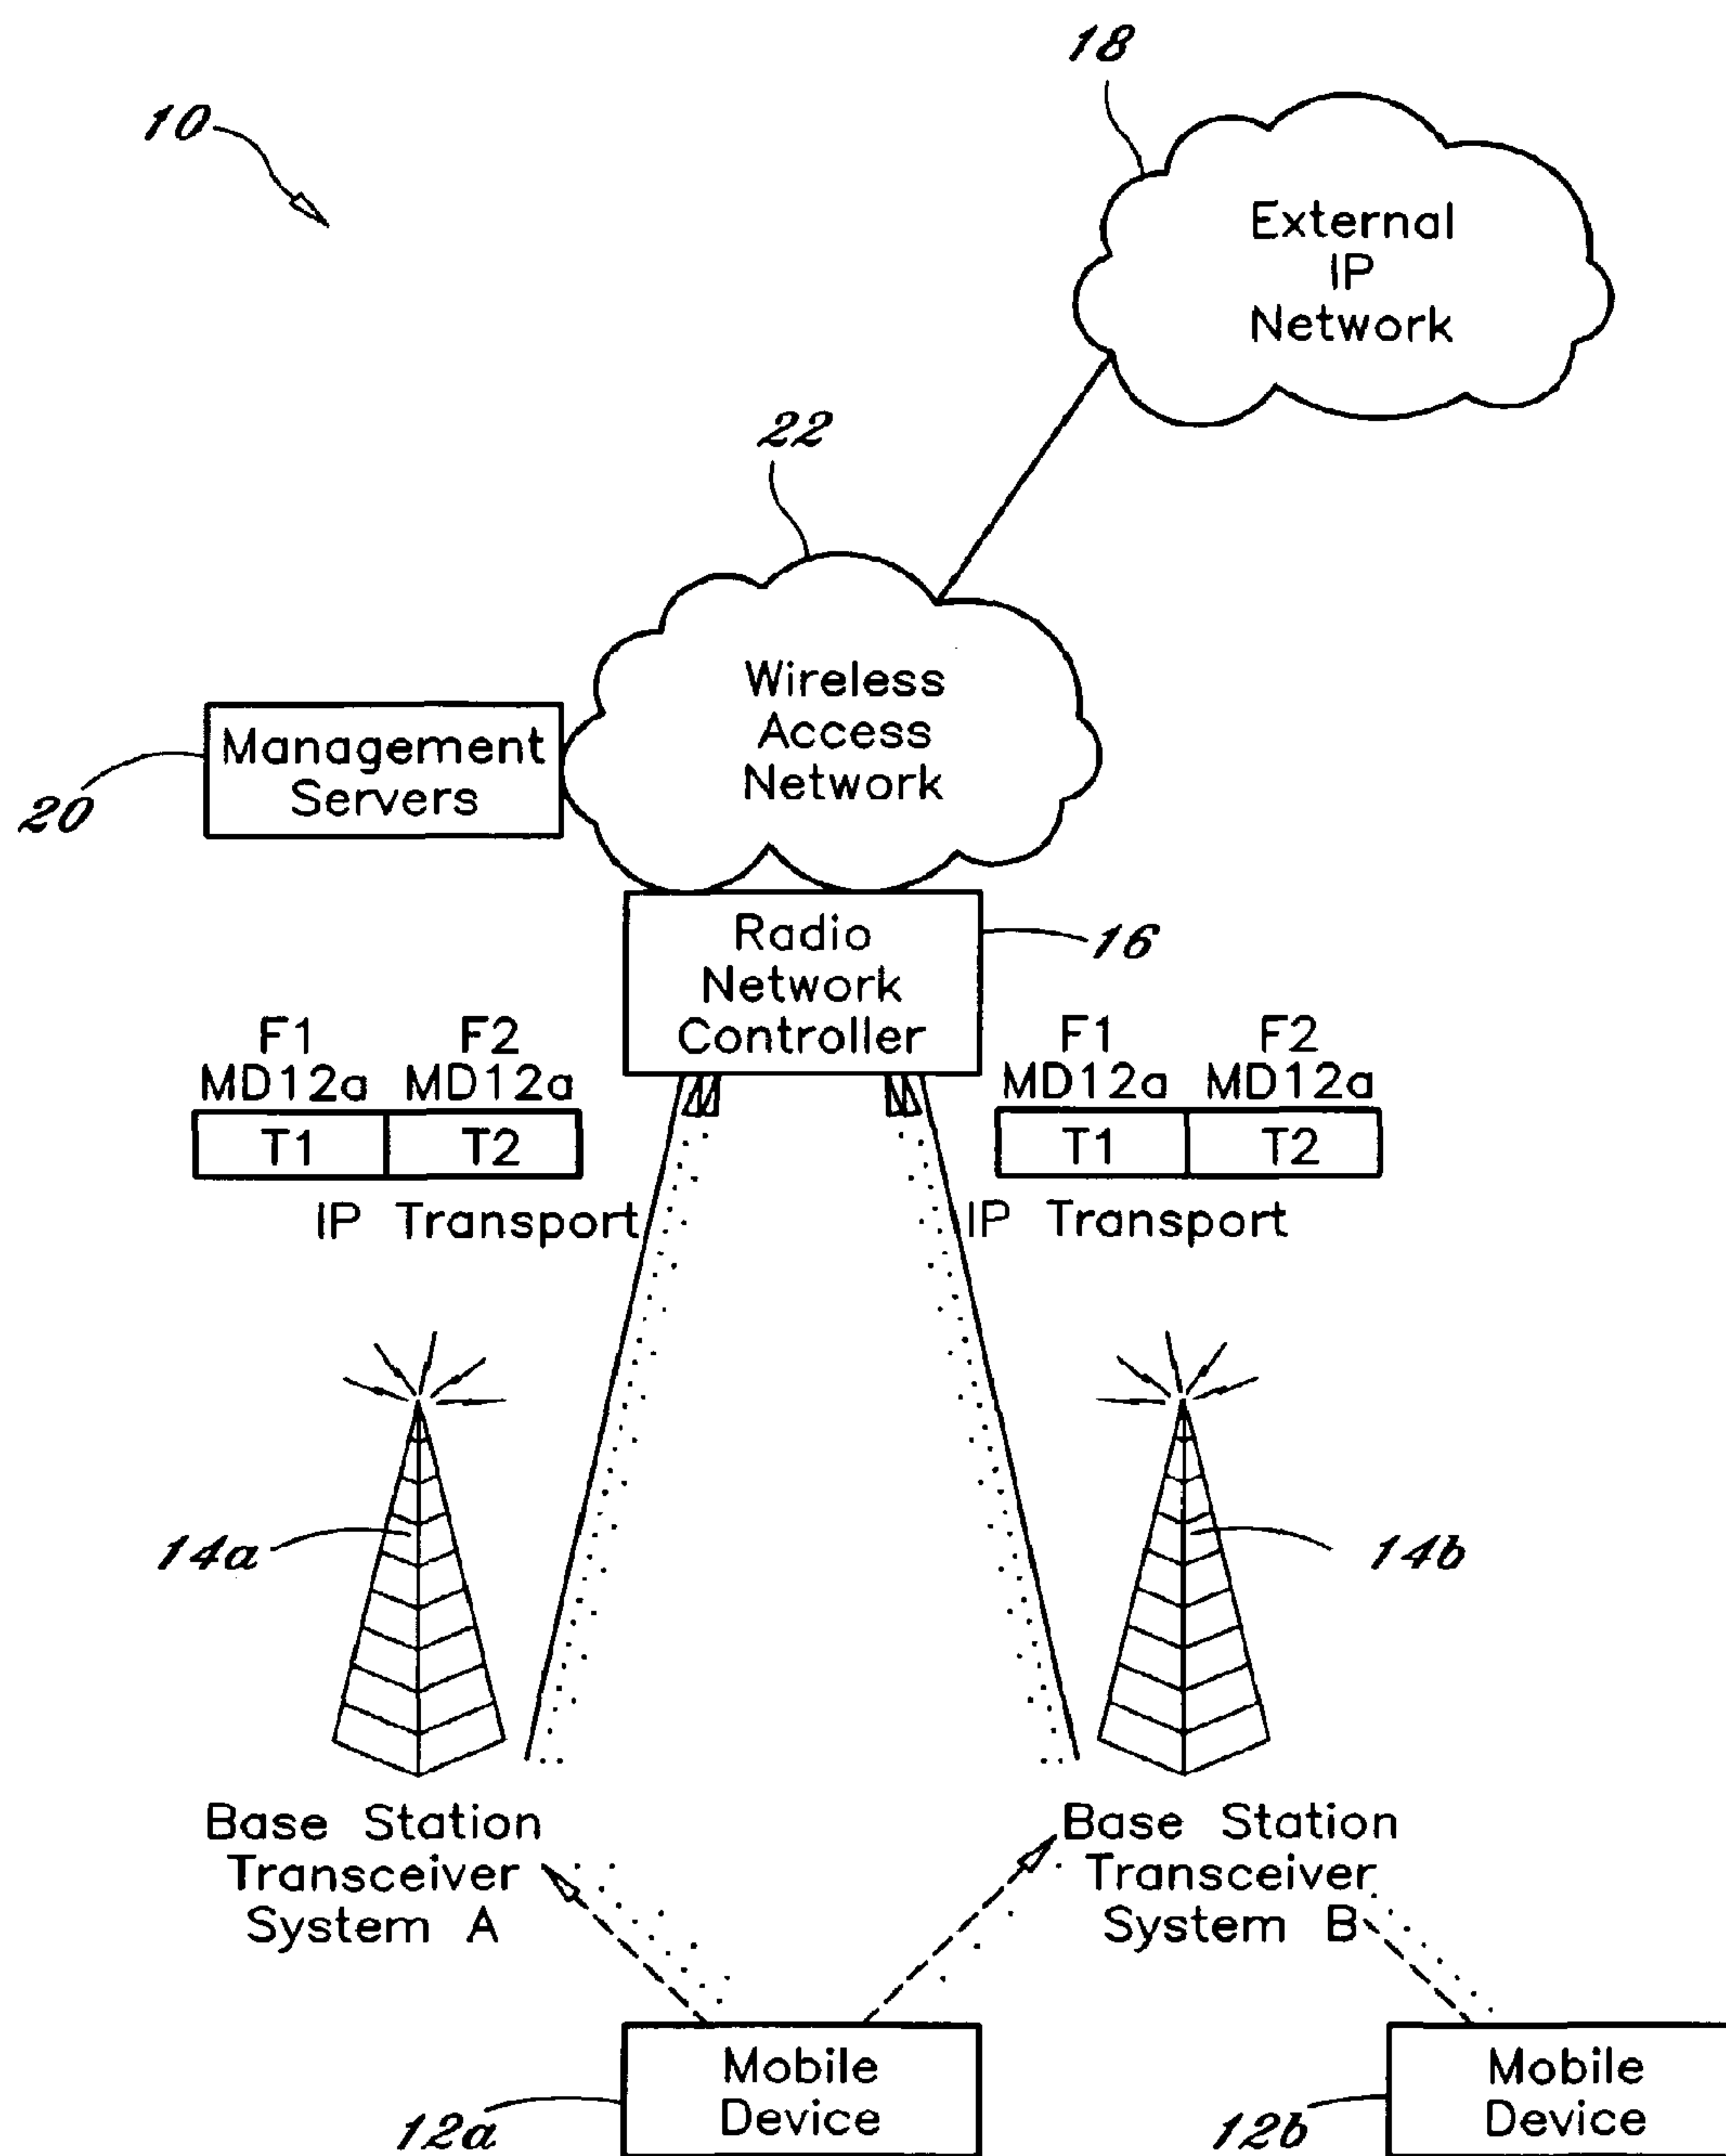 18
10
External
IP
Network
22
Wireless
Access
Network
Management
Servers
20
Radio
Network
Controller
16
F1 F2
MD12a MD12a
T1 T2
IP Transport
F1 F2
MD12a MD12a
T1 T2
IP Transport
14a
14b
Base Station
Transceiver
System A
Base Station
Transceiver
System B
Mobile
Device
12a
Mobile
Device
12b